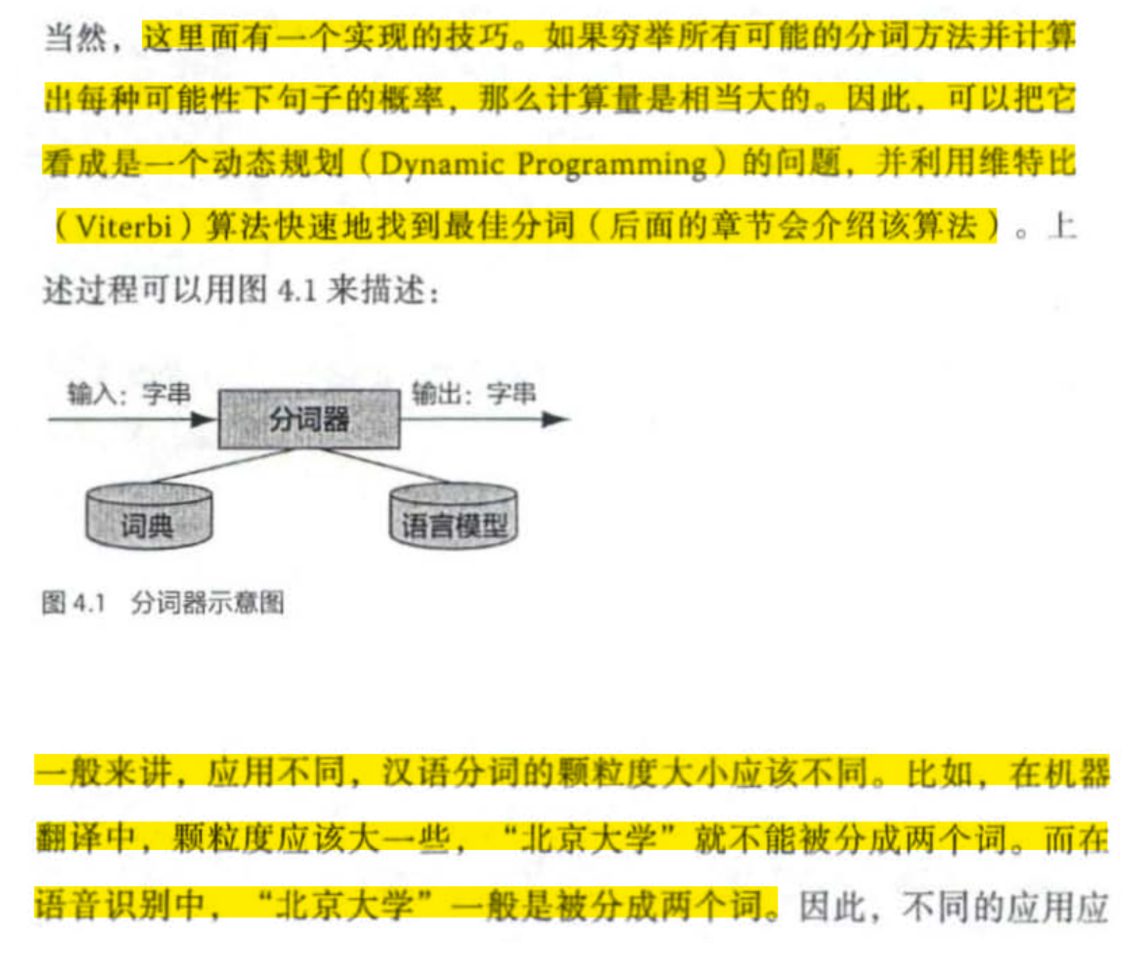 当然，这里面有一个实现的技巧。如果穷举所有可能的分词方法并计算
出每种可能性下句子的概率，那么计算量是相当大的。因此，可以把它
看成是一个动态规划（Dynamic Programming）的问题，并利用维特比
（Viterbi）算法快速地找到最佳分词（后面的章节会介绍该算法）。上
述过程可以用图 4.1 来描述：
输入：字串
分词器
输出：字串
词典
语言模型
图 4.1 分词器示意图
一般来讲，应用不同，汉语分词的颗粒度大小应该不同。比如，在机器
翻译中，颗粒度应该大一些，“北京大学”就不能被分成两个词。而在
语音识别中，“北京大学”一般是被分成两个词。因此，不同的应用应